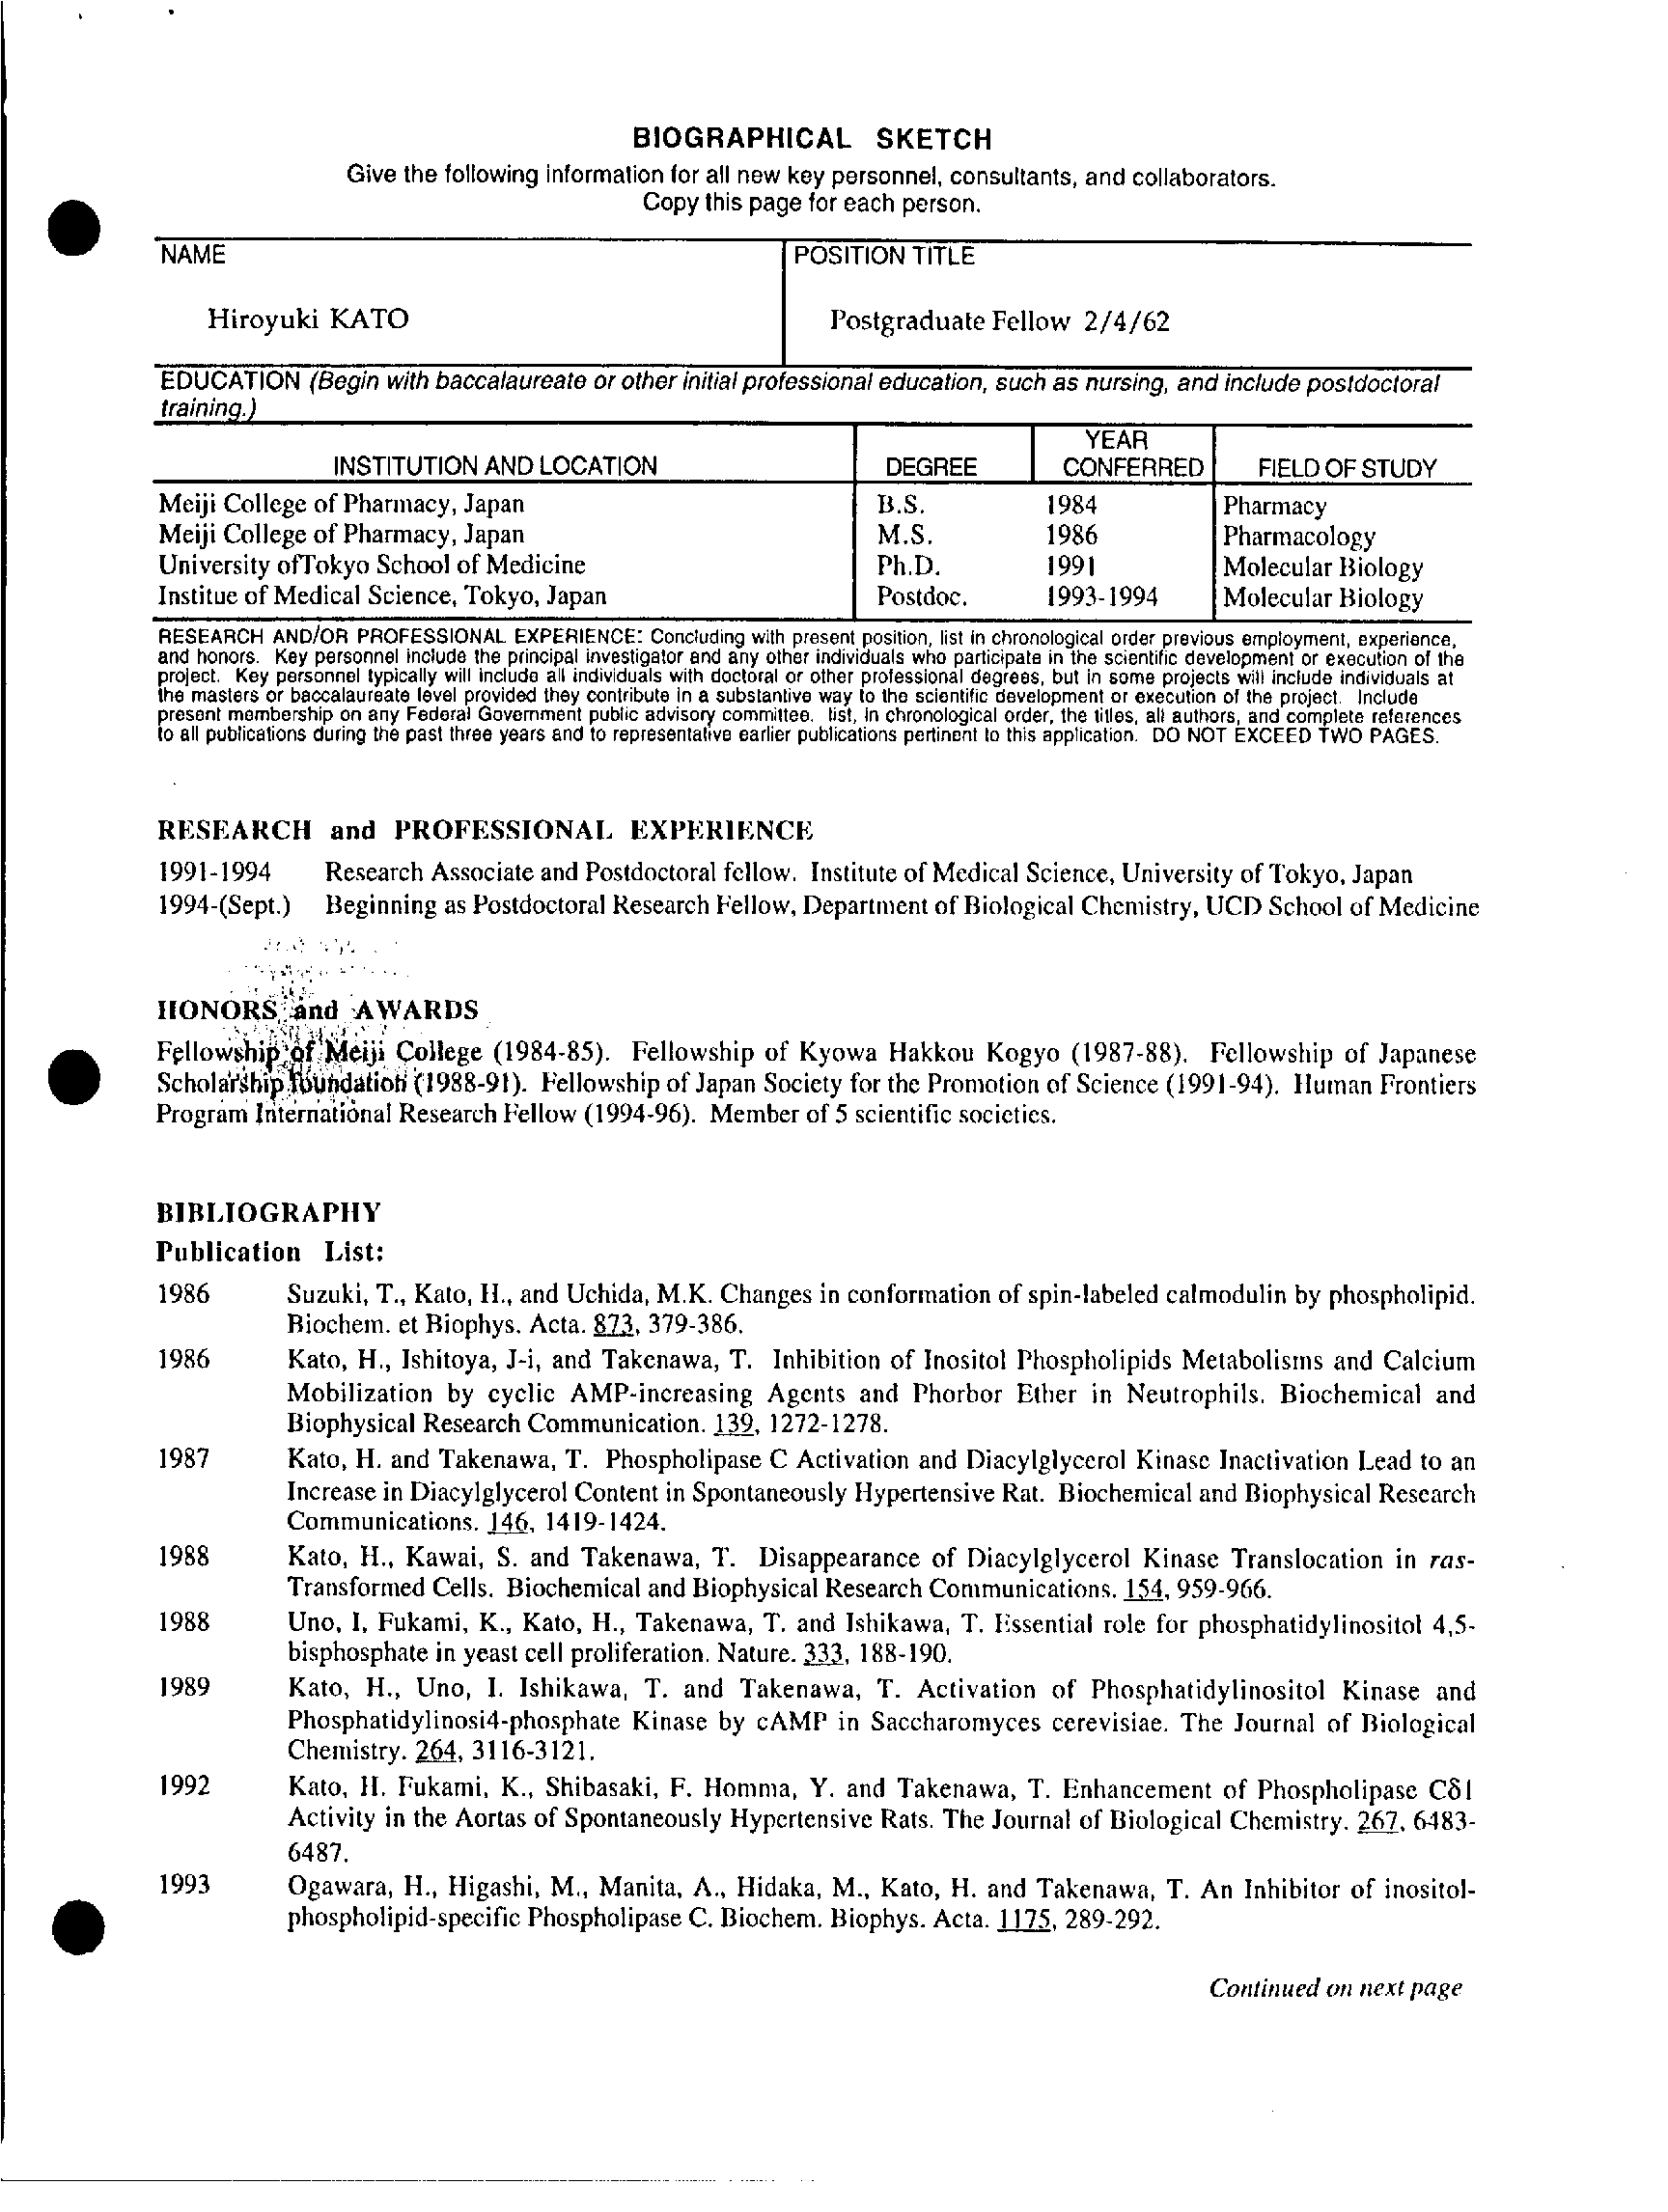 BIOGRAPHICAL SKETCH
Give the following information for all new key personnel, consultants, and collaborators.
Copy this page for each person.
NAME
POSITION TITLE
Hiroyuki KATO
Postgraduate Fellow 2/4/62
EDUCATION (Begin with baccalaureate or other initial professional education, such as nursing, and include postdoctoral
training.)
INSTITUTION AND LOCATION DEGREE YEAR CONFERRED FIELD OF STUDY
Meiji College of Pharmacy, Japan B.S. 1984 Pharmacy
Meiji College of Pharmacy, Japan M.S. 1986 Pharmacology
University ofTokyo School of Medicine Ph.D. 1991 Molecular Biology
Institue of Medical Science, Tokyo, Japan Postdoc. 1993-1994 Molecular Biology
RESEARCH AND/OR PROFESSIONAL EXPERIENCE: Concluding with present position, list in chronological order previous employment, experience,
and honors. Key personnel include the principal investigator and any other individuals who participate in the scientific development or execution of the
project. Key personnel typically will include all individuals with doctoral or other professional degrees, but in some projects will include individuals at
the masters or baccalaureate level provided they contribute in a substantive way to the scientific development or execution of the project. Include
present membership on any Federal Government public advisory committee. list, in chronological order, the titles, all authors, and complete references
to all publications during the past three years and to representative earlier publications pertinent to this application. DO NOT EXCEED TWO PAGES.
RESEARCH and PROFESSIONAL EXPERIENCE
1991-1994 Research Associate and Postdoctoral fellow. Institute of Medical Science, University of Tokyo, Japan
1994-(Sept.) Beginning as Postdoctoral Research Fellow, Department of Biological Chemistry, UCD School of Medicine
HONORS and AWARDS
Fellowship of Meiji College (1984-85). Fellowship of Kyowa Hakkou Kogyo (1987-88). Fellowship of Japanese
Scholarship foundation (1988-91). Fellowship of Japan Society for the Promotion of Science (1991-94). Human Frontiers
Program International Research Fellow (1994-96). Member of 5 scientific societies.
BIBLIOGRAPHY
Publication List:
1986 Suzuki, T., Kato, H., and Uchida, M.K. Changes in conformation of spin-labeled calmodulin by phospholipid.
Biochem. et Biophys. Acta. 873, 379-386.
1986 Kato, H., Ishitoya, J-i, and Takenawa, T. Inhibition of Inositol Phospholipids Metabolisms and Calcium
Mobilization by cyclic AMP-increasing Agents and Phorbor Ether in Neutrophils. Biochemical and
Biophysical Research Communication. 139, 1272-1278.
1987 Kato, H. and Takenawa, T. Phospholipase C Activation and Diacylglycerol Kinase Inactivation Lead to an
Increase in Diacylglycerol Content in Spontaneously Hypertensive Rat. Biochemical and Biophysical Research
Communications. 146, 1419-1424.
1988 Kato, H., Kawai, S. and Takenawa, T. Disappearance of Diacylglycerol Kinase Translocation in ras-
Transformed Cells. Biochemical and Biophysical Research Communications. 154, 959-966.
1988 Uno, I, Fukami, K., Kato, H., Takenawa, T. and Ishikawa, T. Essential role for phosphatidylinositol 4,5-
bisphosphate in yeast cell proliferation. Nature. 333, 188-190.
1989 Kato, H., Uno, I. Ishikawa, T. and Takenawa, T. Activation of Phosphatidylinositol Kinase and
Phosphatidylinosi4-phosphate Kinase by cAMP in Saccharomyces cerevisiae. The Journal of Biological
Chemistry. 264, 3116-3121.
1992 Kato, H. Fukami, K., Shibasaki, F. Homma, Y. and Takenawa, T. Enhancement of Phospholipase Cδ1
Activity in the Aortas of Spontaneously Hypertensive Rats. The Journal of Biological Chemistry. 267, 6483-
6487.
1993 Ogawara, H., Higashi, M., Manita, A., Hidaka, M., Kato, H. and Takenawa, T. An Inhibitor of inositol-
phospholipid-specific Phospholipase C. Biochem. Biophys. Acta. 1175, 289-292.
Continued on next page